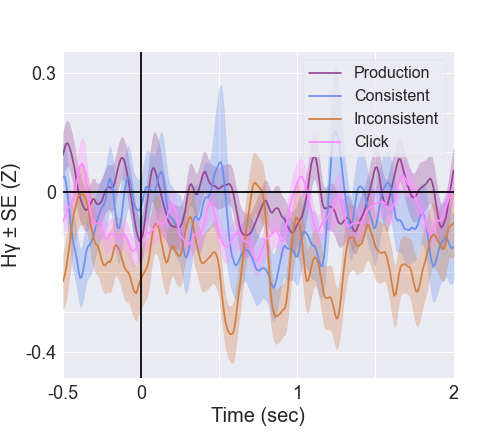 Production
Consistent
Inconsistent
Click
0.3
0
-0.4
Hγ ± SE (Z)
-0.5 0 1 2
Time (sec)